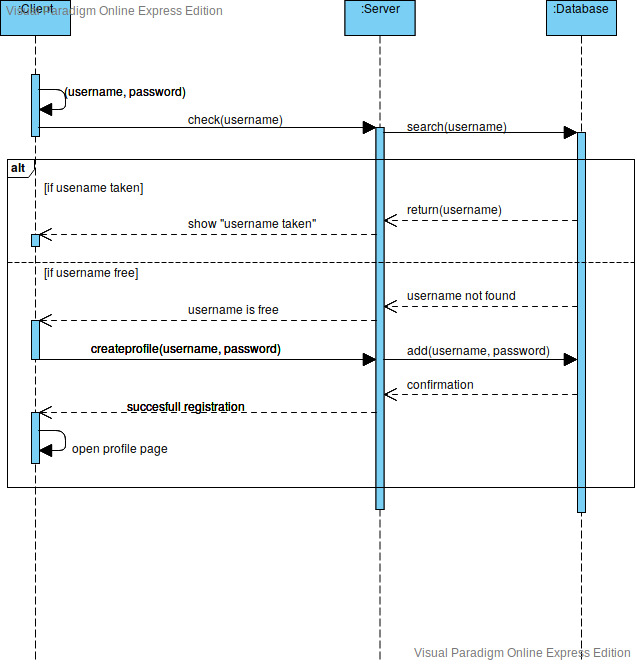 Visual Paradigm Online Express Edition
:Client
:Server
:Database
(username, password)
check(username)
search(username)
alt
[if usename taken]
return(username)
show "username taken"
[if username free]
username not found
username is free
createprofile(username, password)
add(username, password)
confirmation
succesfull registration
open profile page
Visual Paradigm Online Express Edition